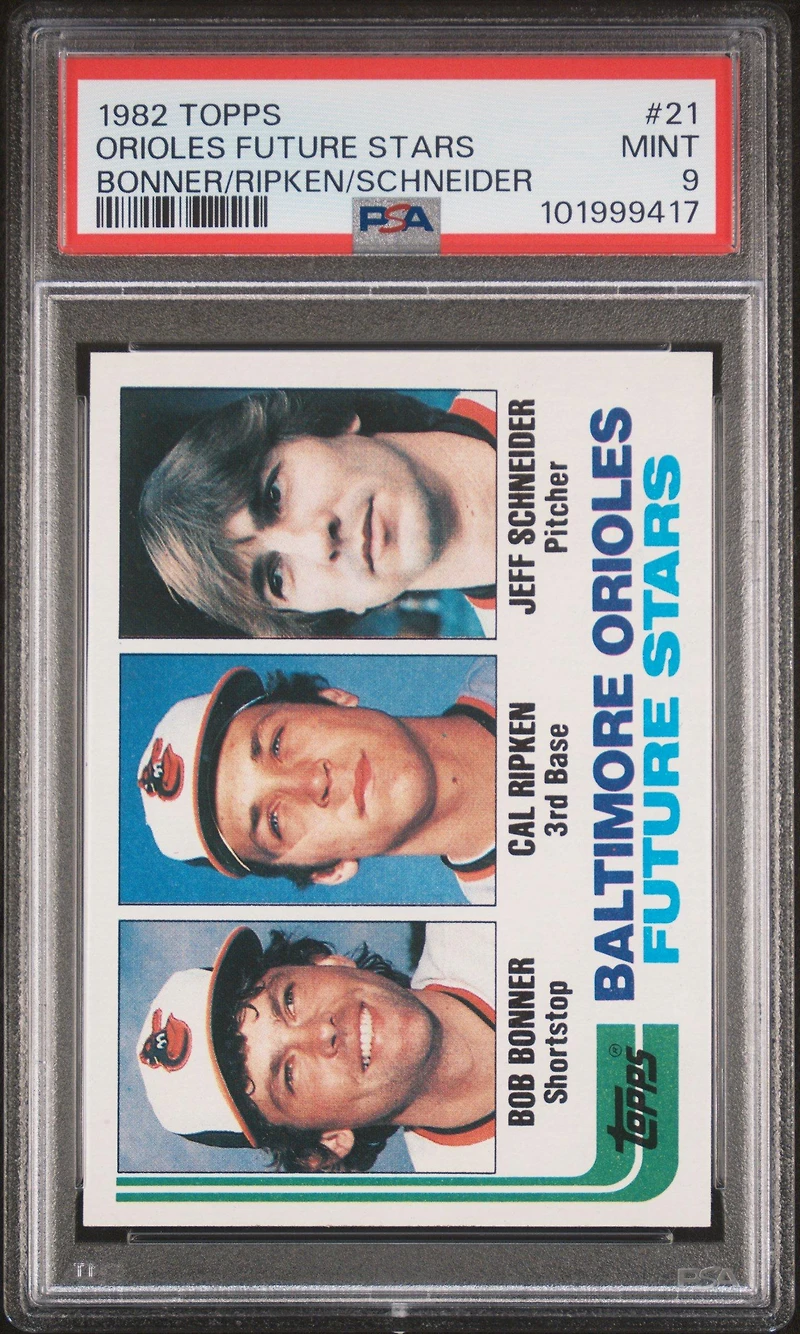 1982 TOPPS #21
ORIOLES FUTURE STARS MINT
BONNER/RIPKEN/SCHNEIDER 9
PSA 101999417
BOB BONNER
Shortstop
CAL RIPKEN
3rd Base
JEFF SCHNEIDER
Pitcher
topps®
BALTIMORE ORIOLES
FUTURE STARS
PSA